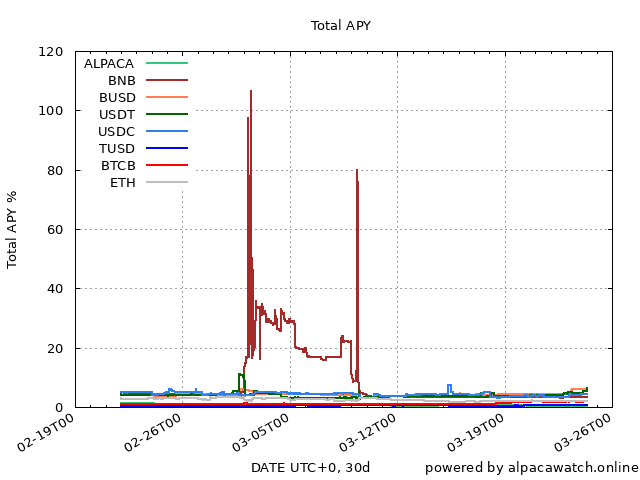 Total APY
120
100
80
60
40
20
0
Total APY %
ALPACA
BNB
BUSD
USDT
USDC
TUSD
BTCB
ETH
02-19T00
02-26T00
03-05T00
03-12T00
03-19T00
03-26T00
DATE UTC+0, 30d
powered by alpacawatch.online